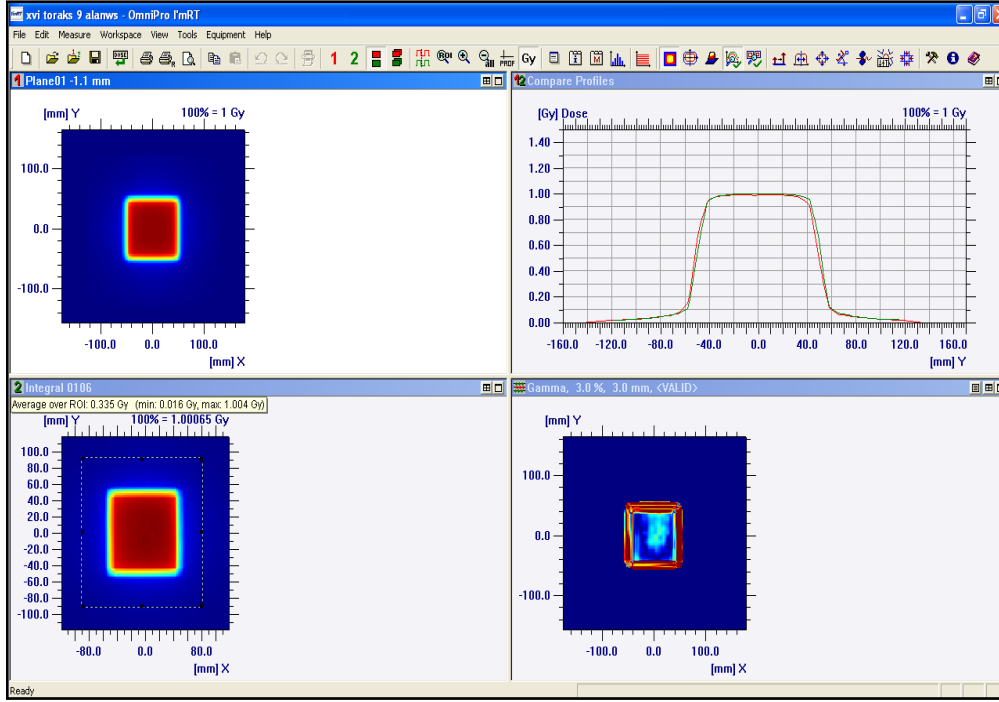 xvi toraks 9 alanws - OmniPro I'mRT
File Edit Measure Workspace View Tools Equipment Help
1 2 ROI PROF Gy
1 Plane01 -1.1 mm
[mm] Y 100% = 1 Gy
100.0
0.0
-100.0
-100.0 0.0 100.0
[mm] X
12 Compare Profiles
[Gy] Dose 100% = 1 Gy
1.40
1.20
1.00
0.80
0.60
0.40
0.20
0.00
-160.0 -120.0 -80.0 -40.0 0.0 40.0 80.0 120.0 160.0
[mm] Y
2 Integral 0106
Average over ROI: 0.335 Gy (min: 0.016 Gy, max: 1.004 Gy)
[mm] Y 100% = 1.00065 Gy
100.0
80.0
60.0
40.0
20.0
0.0
-20.0
-40.0
-60.0
-80.0
-100.0
-80.0 0.0 80.0
[mm] X
Gamma, 3.0 %, 3.0 mm, <VALID>
[mm] Y
100.0
0.0
-100.0
-100.0 0.0 100.0
[mm] X
Ready